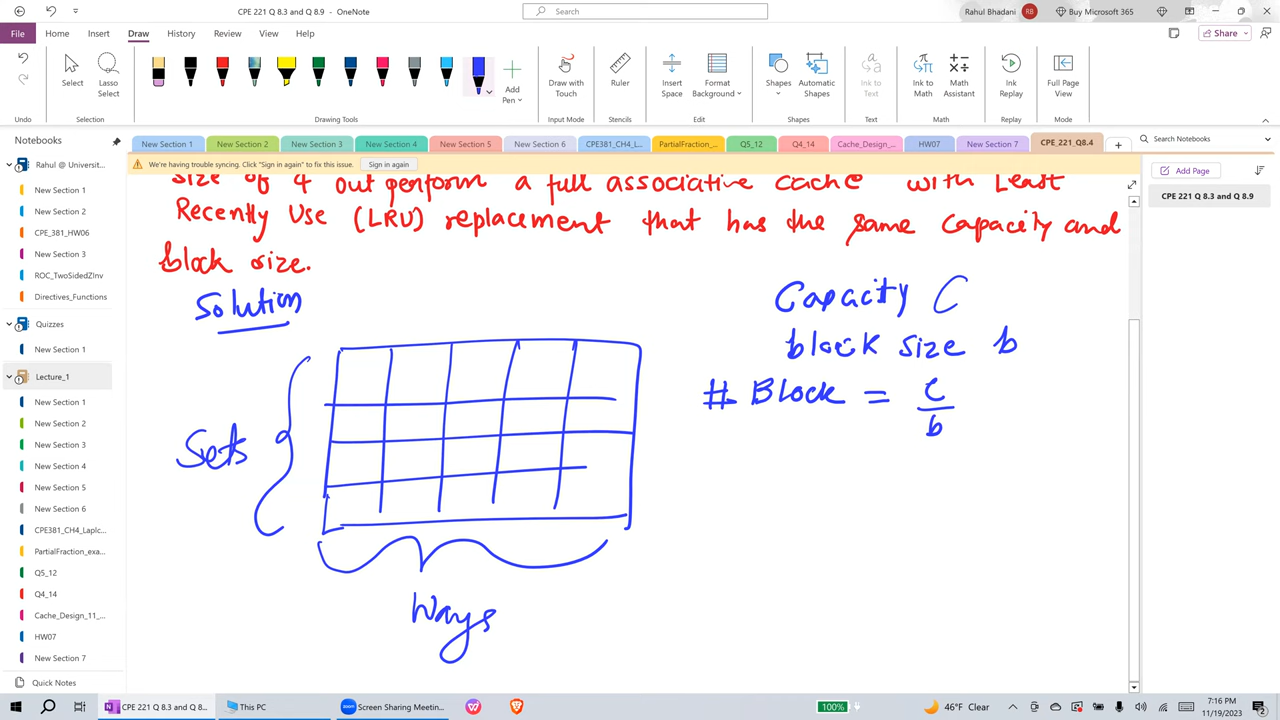 CPE 221 Q 8.3 and Q 8.9 - OneNote
Search
Rahul Bhadani
RB
Buy Microsoft 365
File
Home
Insert
Draw
History
Review
View
Help
Share
Undo
Select
Lasso Select
Selection
Add Pen
Drawing Tools
Draw with Touch
Input Mode
Ruler
Stencils
Insert Space
Format Background
Edit
Shapes
Automatic Shapes
Shapes
Ink to Text
Text
Ink to Math
Math Assistant
Math
Ink Replay
Replay
Full Page View
Mode
Notebooks
New Section 1
New Section 2
New Section 3
New Section 4
New Section 5
New Section 6
CPE381_CH4_L...
PartialFraction_...
Q5_12
Q4_14
Cache_Design_...
HW07
New Section 7
CPE_221_Q8.4
Search Notebooks
We're having trouble syncing. Click "Sign in again" to fix this issue.
Sign in again
Add Page
CPE 221 Q 8.3 and Q 8.9
Rahul @ Universit...
New Section 1
New Section 2
CPE_381_HW06
New Section 3
ROC_TwoSidedZInv
Directives_Functions
Quizzes
New Section 1
Lecture_1
New Section 1
New Section 2
New Section 3
New Section 4
New Section 5
New Section 6
CPE381_CH4_Laplc...
PartialFraction_exa...
Q5_12
Q4_14
Cache_Design_11_...
HW07
New Section 7
Quick Notes
size of 4 out perform a full associative cache with Least
Recently Use (LRU) replacement that has the same capacity and
block size.
Solution
Capacity C
block size b
# Block = C
b
Sets
Ways
CPE 221 Q 8.3 and Q 8...
This PC
Screen Sharing Meetin...
100%
46°F Clear
7:16 PM
11/19/2023
2